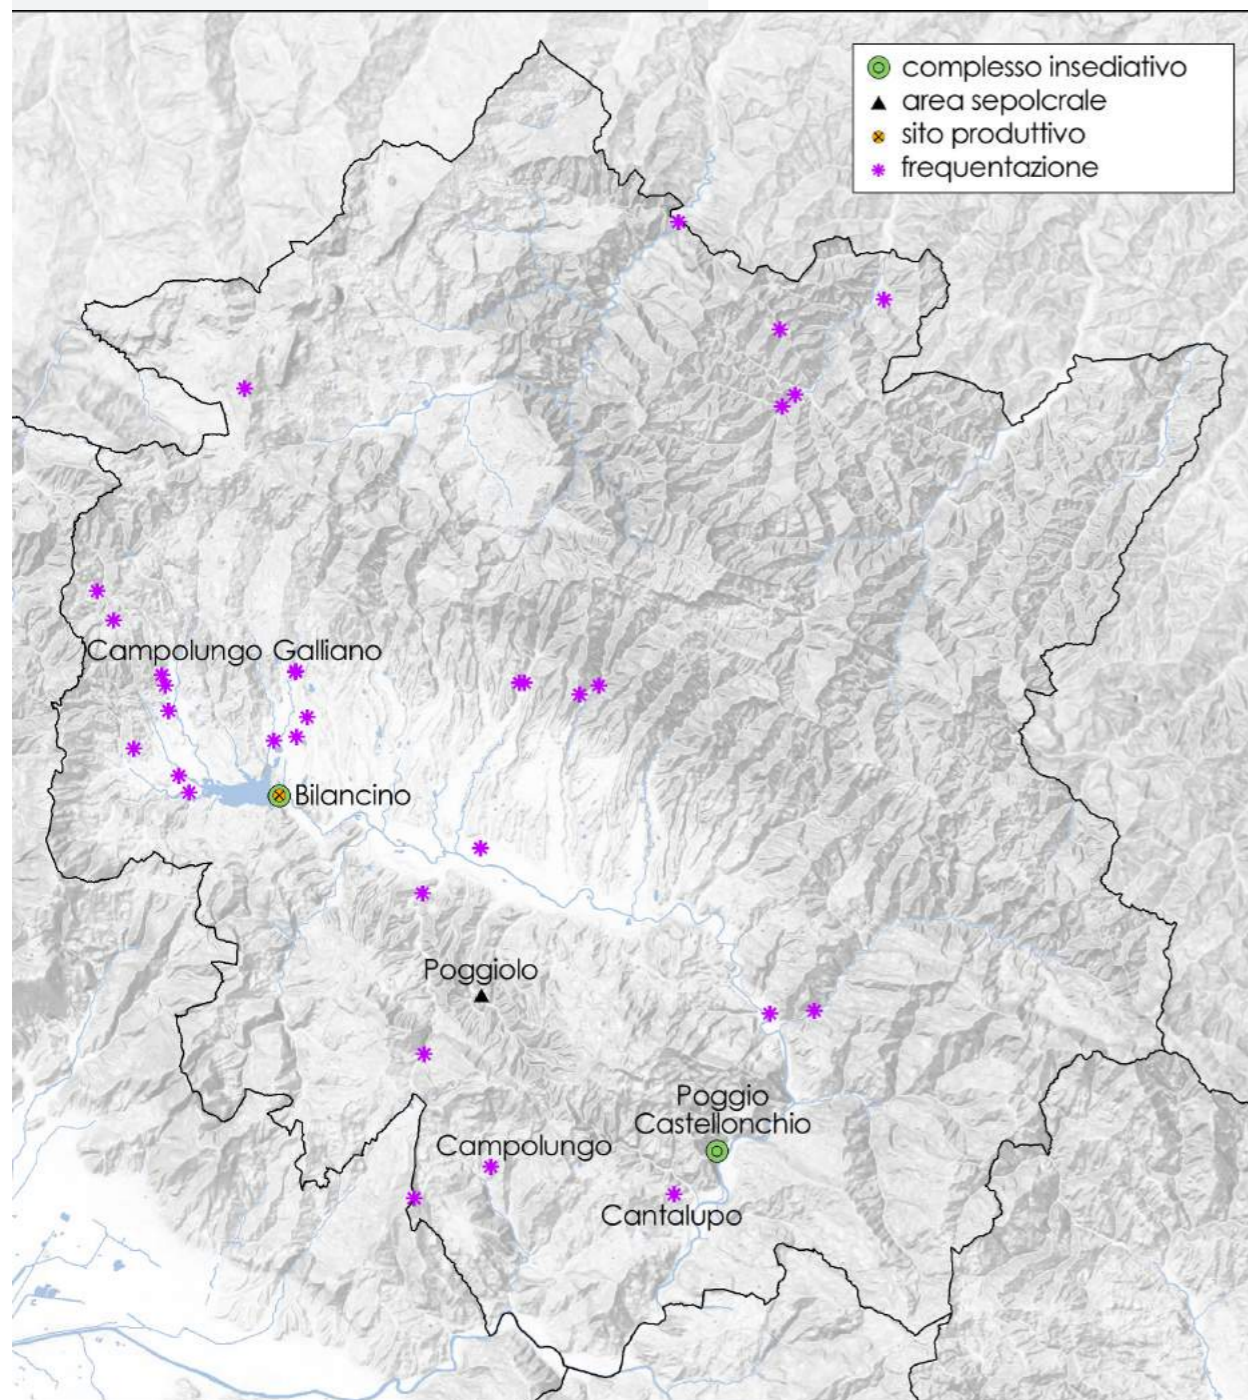 complesso insediativo
area sepolcrale
sito produttivo
frequentazione
Campolungo
Galliano
Bilancino
Poggiolo
Poggio
Castellonchio
Campolungo
Cantalupo